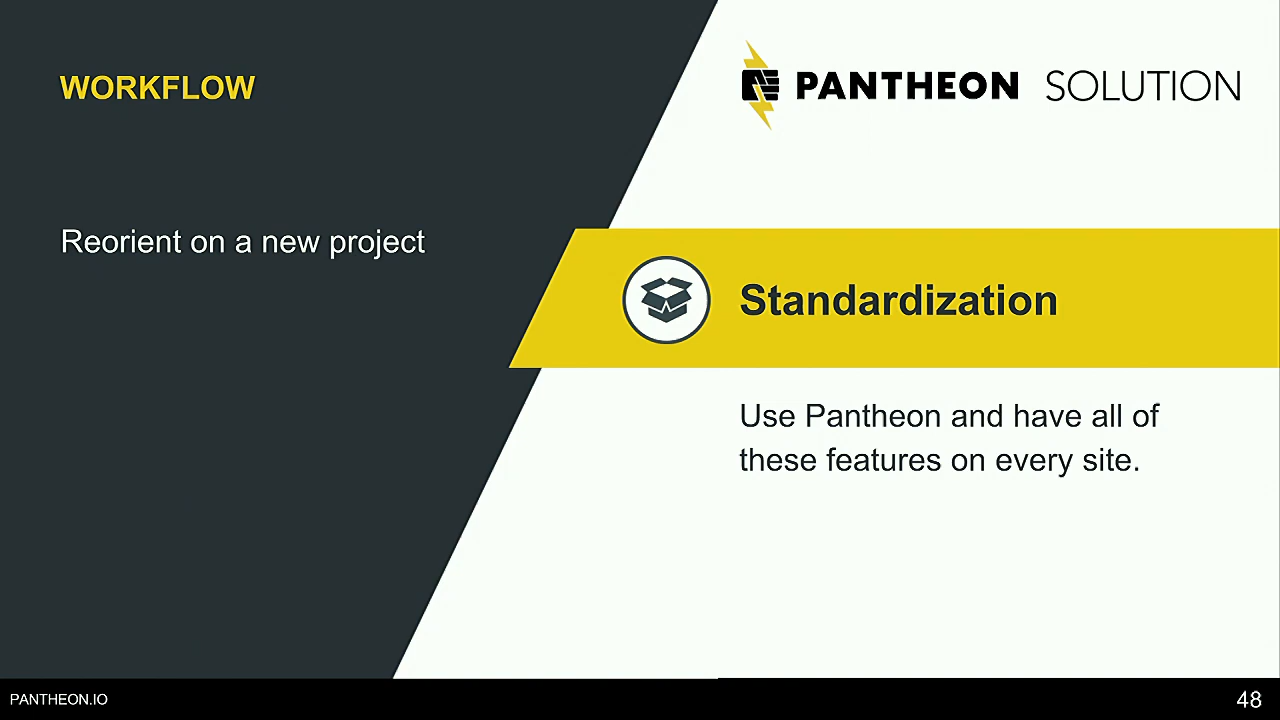 WORKFLOW
PANTHEON SOLUTION
Reorient on a new project
Standardization
Use Pantheon and have all of
these features on every site.
PANTHEON.IO
48